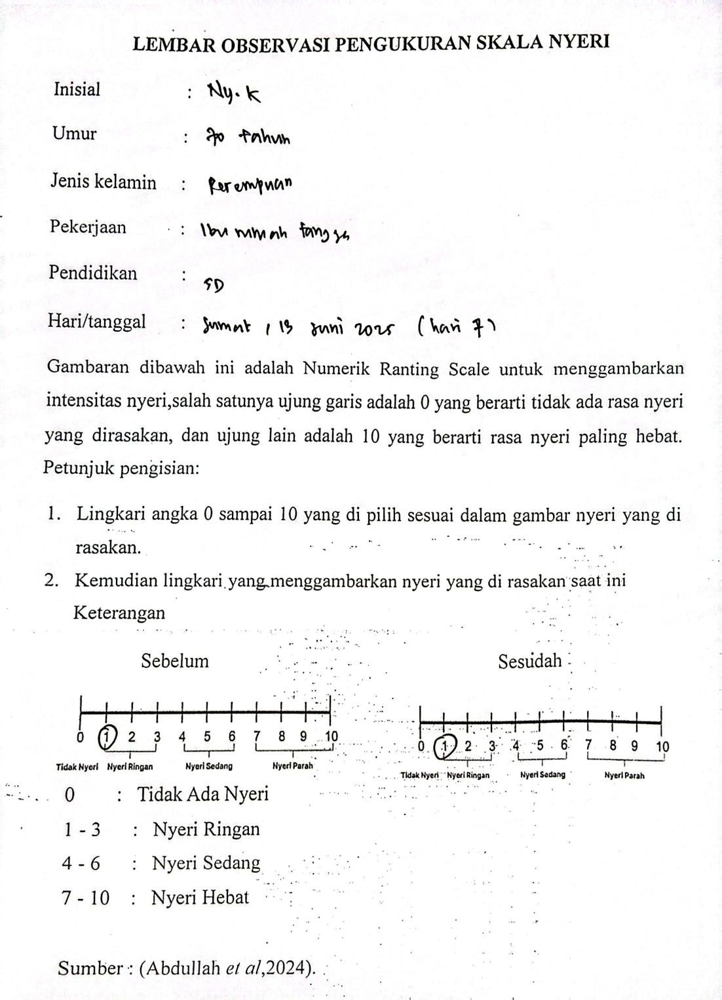 LEMBAR OBSERVASI PENGUKURAN SKALA NYERI
Inisial : Ny. K
Umur : 70 tahun
Jenis kelamin : Perempuan
Pekerjaan : Ibu rumah tangga
Pendidikan : SD
Hari/tanggal : Jumat, 13 Juni 2025 (hari 7)
Gambaran dibawah ini adalah Numerik Ranting Scale untuk menggambarkan
intensitas nyeri,salah satunya ujung garis adalah 0 yang berarti tidak ada rasa nyeri
yang dirasakan, dan ujung lain adalah 10 yang berarti rasa nyeri paling hebat.
Petunjuk pengisian:
1. Lingkari angka 0 sampai 10 yang di pilih sesuai dalam gambar nyeri yang di
rasakan.
2. Kemudian lingkari yang menggambarkan nyeri yang di rasakan saat ini
Keterangan
Sebelum
0 1 2 3 4 5 6 7 8 9 10
Tidak Nyeri Nyeri Ringan Nyeri Sedang Nyeri Parah
Sesudah
0 1 2 3 4 5 6 7 8 9 10
Tidak Nyeri Nyeri Ringan Nyeri Sedang Nyeri Parah
0 : Tidak Ada Nyeri
1 - 3 : Nyeri Ringan
4 - 6 : Nyeri Sedang
7 - 10 : Nyeri Hebat
Sumber : (Abdullah et al,2024).